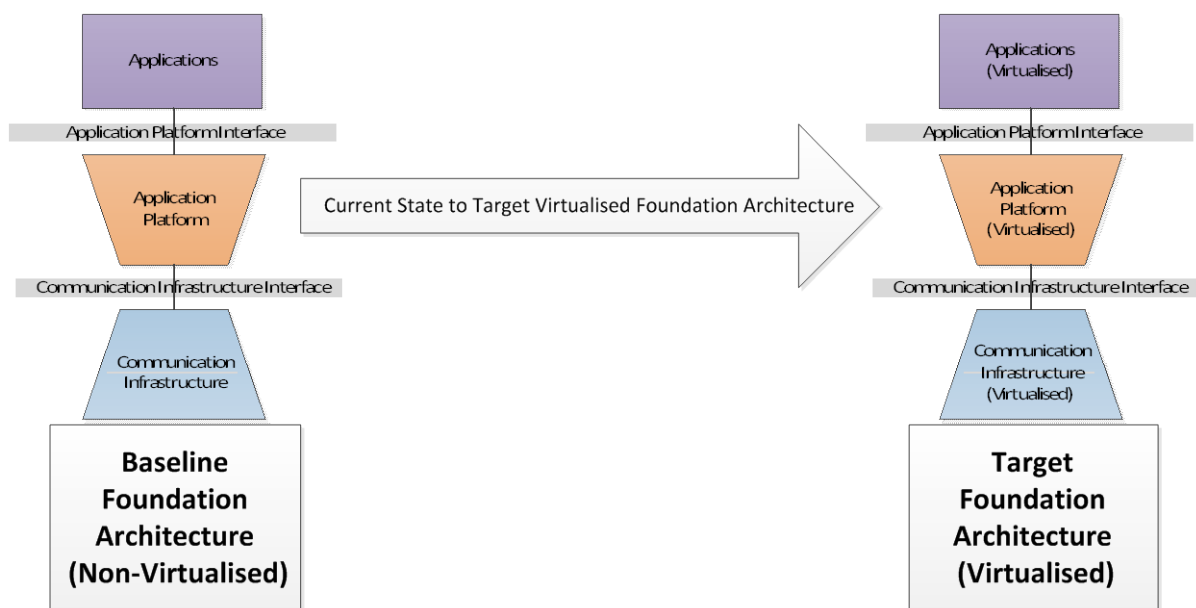 Applications
Application Platform Interface
Application
Platform
Communication Infrastructure Interface
Communication
Infrastructure
Baseline
Foundation
Architecture
(Non-Virtualised)
Current State to Target Virtualised Foundation Architecture
Applications
(Virtualised)
Application Platform Interface
Application
Platform
(Virtualised)
Communication Infrastructure Interface
Communication
Infrastructure
(Virtualised)
Target
Foundation
Architecture
(Virtualised)